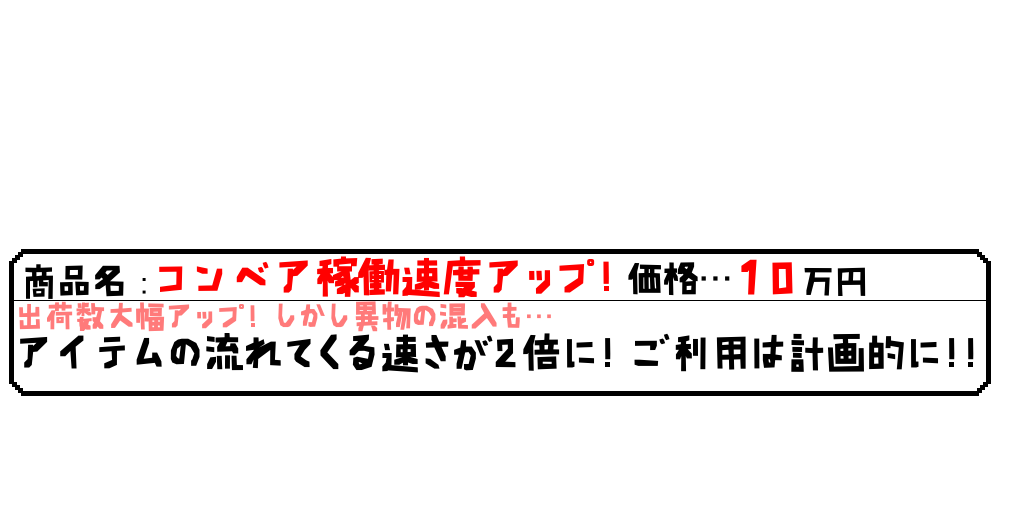 商品名:コンベア稼働速度アップ! 価格…10万円
出荷数大幅アップ! しかし異物の混入も…
アイテムの流れてくる速さが2倍に! ご利用は計画的に!!